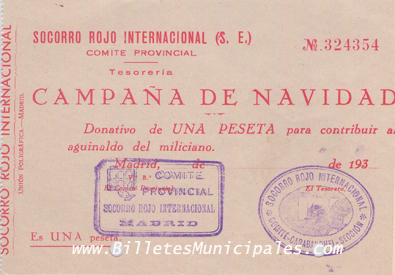 SOCORRO ROJO INTERNACIONAL (S. E.)
COMITE PROVINCIAL
Tesorería
№.324354
CAMPAÑA DE NAVIDAD
Donativo de UNA PESETA para contribuir al
aguinaldo del miliciano.
Madrid, de de 193
V.º B.º
El Tesorero,
COMITE
PROVINCIAL
SOCORRO ROJO INTERNACIONAL
MADRID
SOCORRO ROJO INTERNACIONAL
Es UNA peseta.
SOCORRO ROJO INTERNACIONAL
UNIÓN POLIGRÁFICA.—MADRID.
www.BilletesMunicipales.com